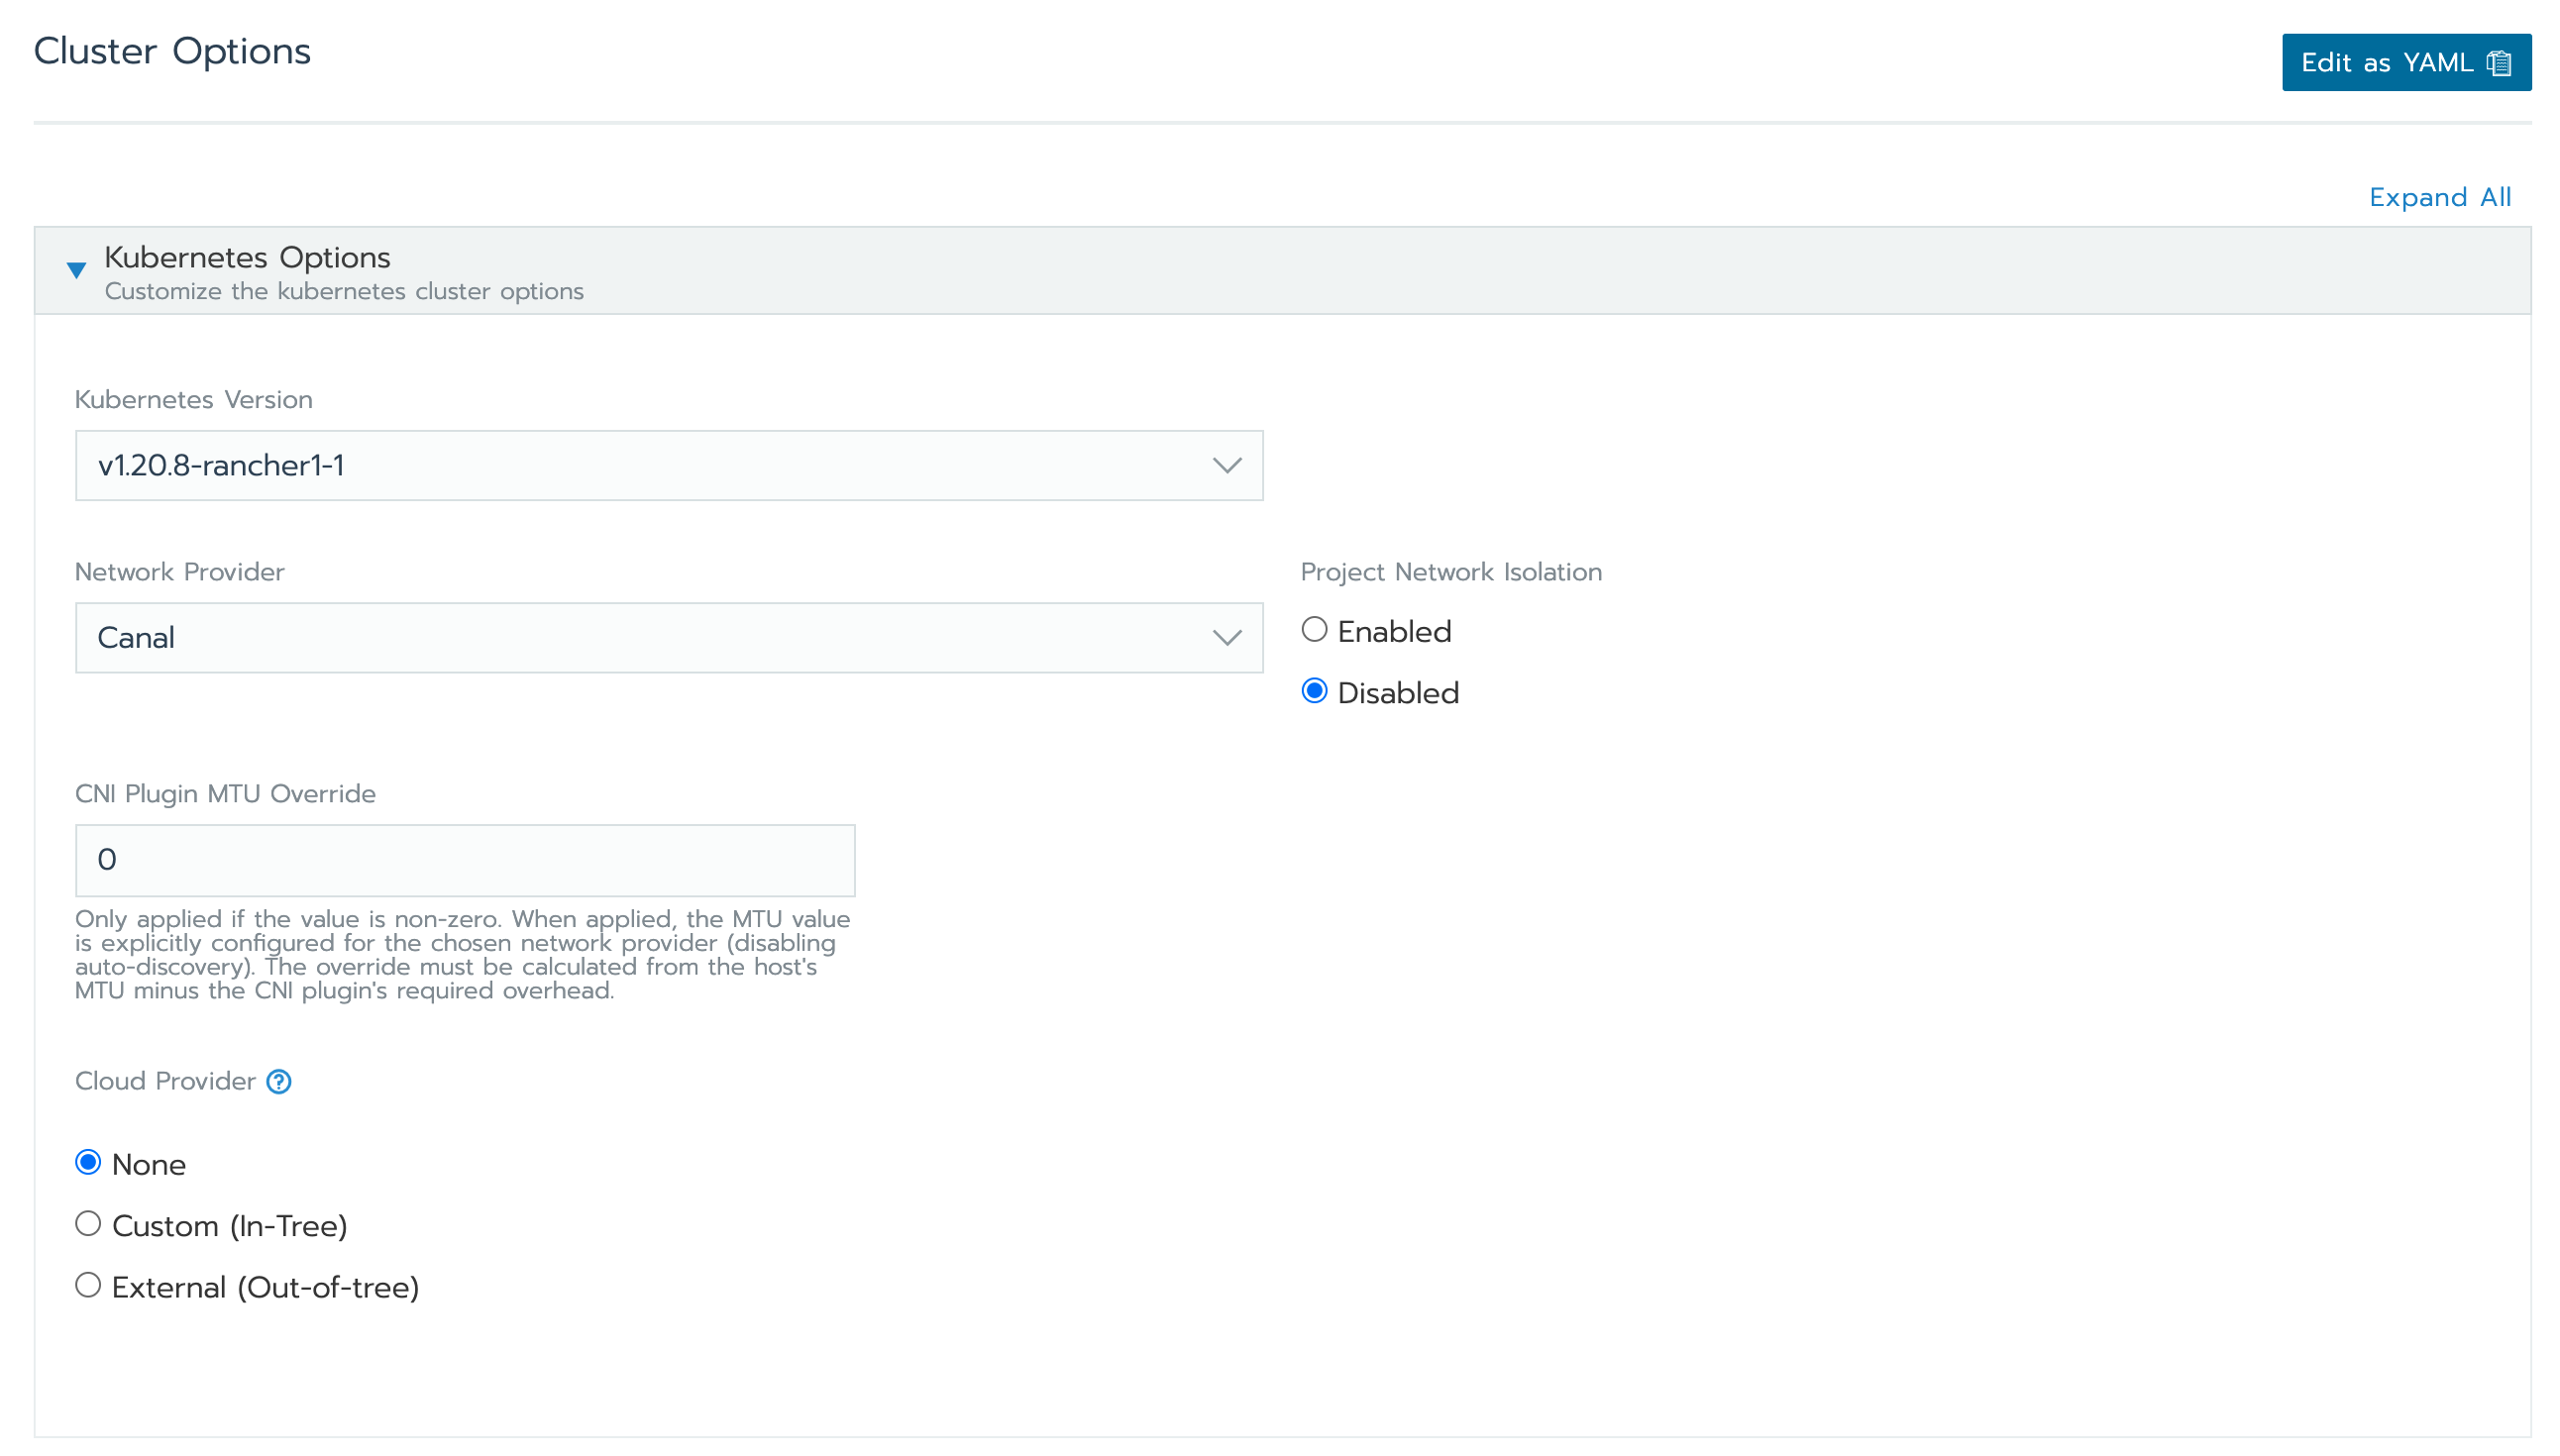 Cluster Options
Edit as YAML
Expand All
Kubernetes Options
Customize the kubernetes cluster options
Kubernetes Version
v1.20.8-rancher1-1
Network Provider
Canal
Project Network Isolation
Enabled
Disabled
CNI Plugin MTU Override
0
Only applied if the value is non-zero. When applied, the MTU value
is explicitly configured for the chosen network provider (disabling
auto-discovery). The override must be calculated from the host's
MTU minus the CNI plugin's required overhead.
Cloud Provider ?
None
Custom (In-Tree)
External (Out-of-tree)